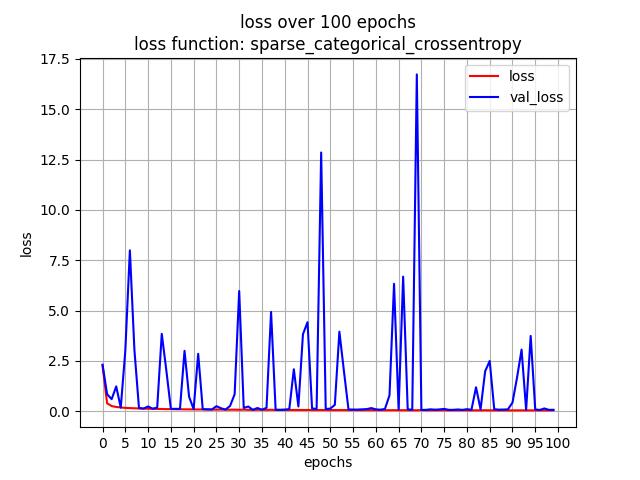 loss over 100 epochs
loss function: sparse_categorical_crossentropy
17.5
15.0
12.5
10.0
7.5
5.0
2.5
0.0
loss
loss
val_loss
0 5 10 15 20 25 30 35 40 45 50 55 60 65 70 75 80 85 90 95 100
epochs